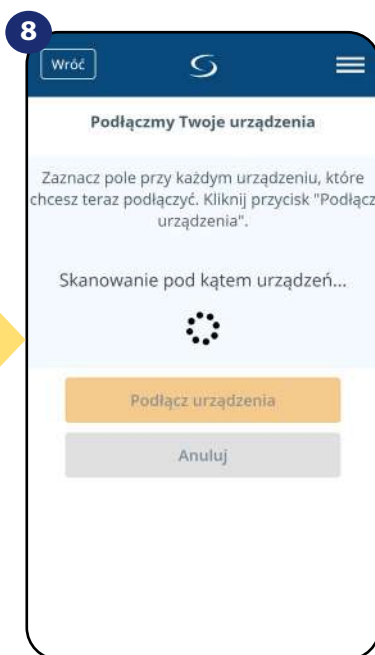 8
Wróć
Podłączmy Twoje urządzenia
Zaznacz pole przy każdym urządzeniu, które
chcesz teraz podłączyć. Kliknij przycisk "Podłącz
urządzenia".
Skanowanie pod kątem urządzeń...
Podłącz urządzenia
Anuluj